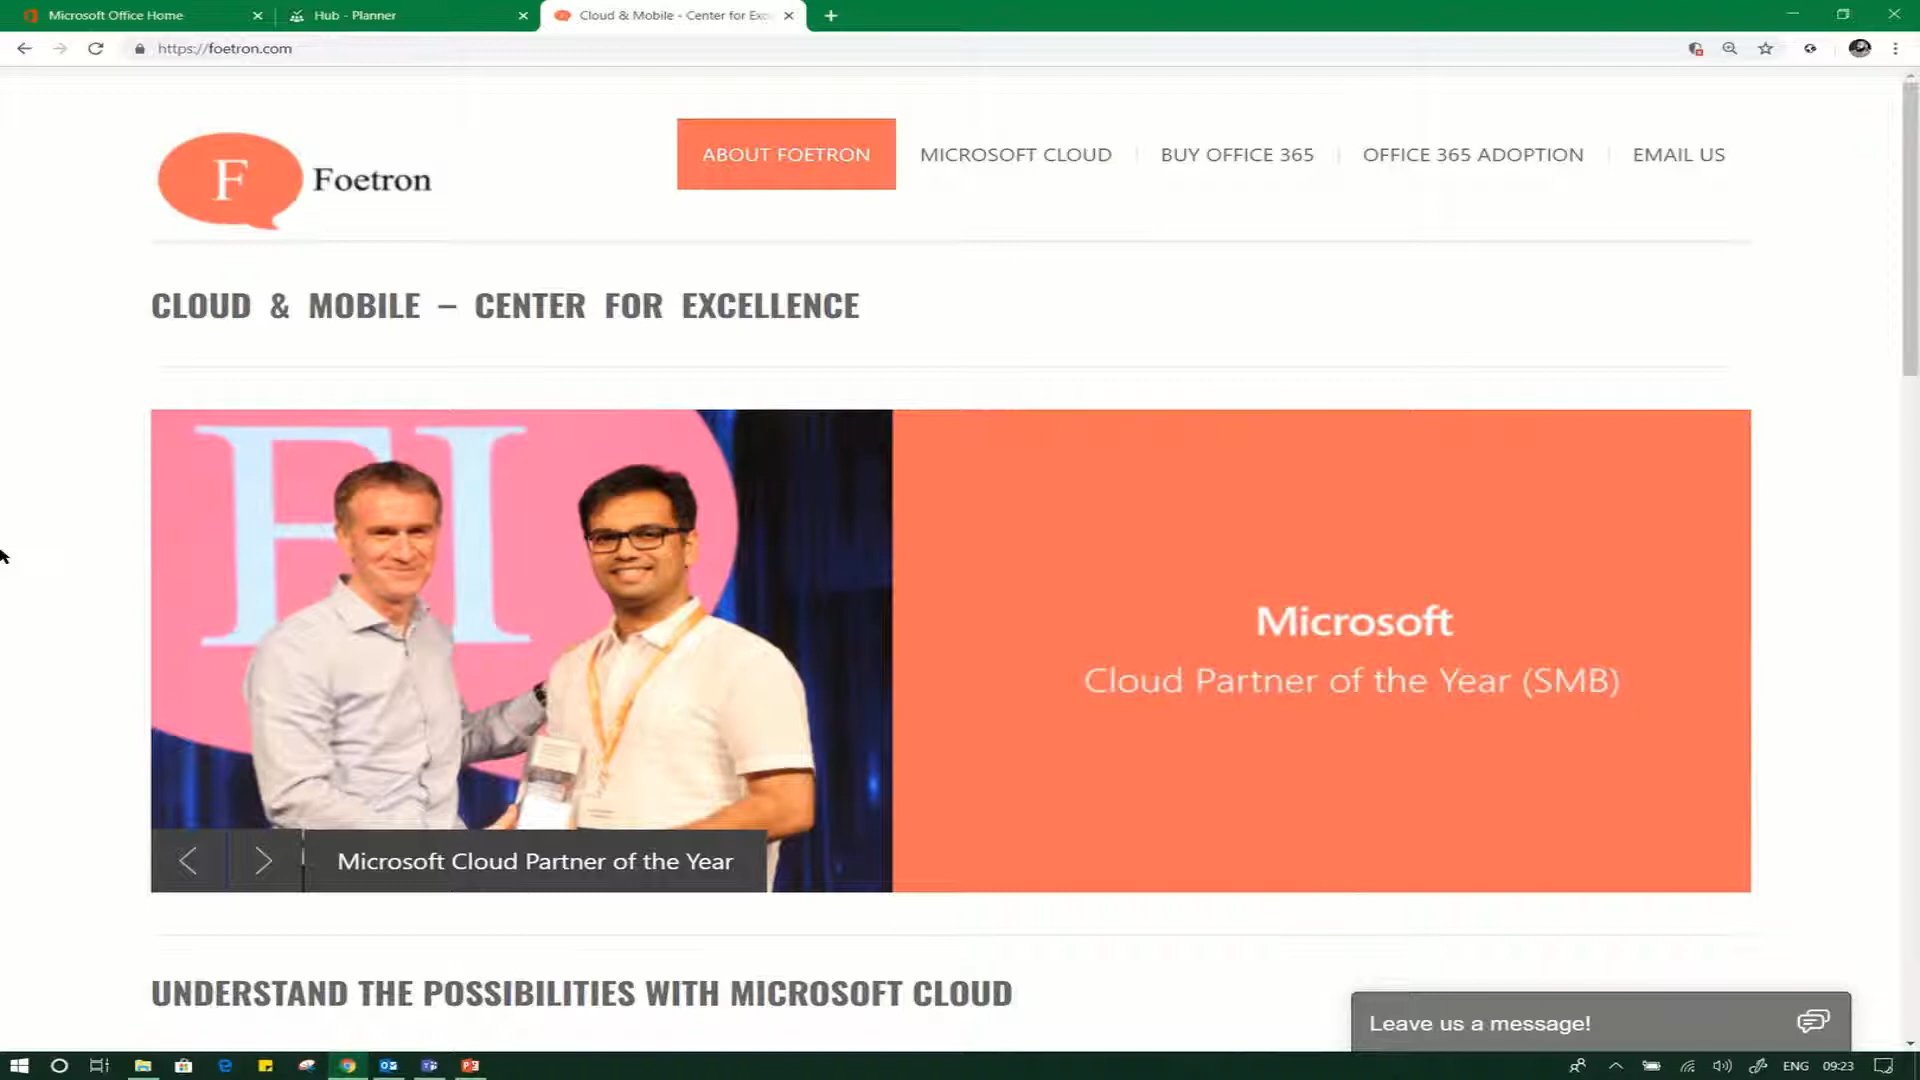 Microsoft Office Home
Hub - Planner
Cloud & Mobile - Center for Exce
https://foetron.com
F
Foetron
ABOUT FOETRON
MICROSOFT CLOUD
BUY OFFICE 365
OFFICE 365 ADOPTION
EMAIL US
CLOUD & MOBILE – CENTER FOR EXCELLENCE
Microsoft
Cloud Partner of the Year (SMB)
Microsoft Cloud Partner of the Year
UNDERSTAND THE POSSIBILITIES WITH MICROSOFT CLOUD
Leave us a message!
ENG
09:23